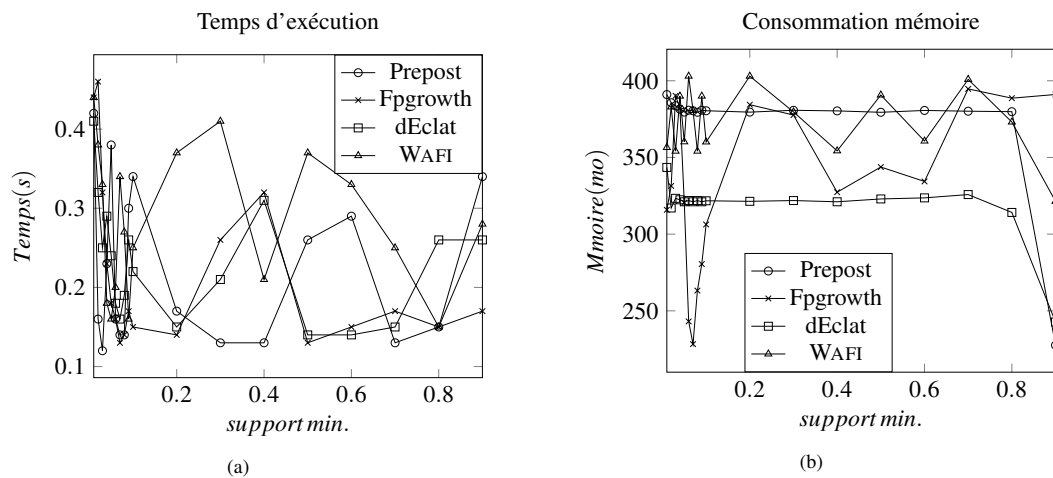 Temps d'exécution
Temps(s)
0.4
0.3
0.2
0.1
Prepost
Fpgrowth
dEclat
WAFI
0.2 0.4 0.6 0.8
support min.
(a)
Consommation mémoire
Mmoire(mo)
400
350
300
250
Prepost
Fpgrowth
dEclat
WAFI
0.2 0.4 0.6 0.8
support min.
(b)